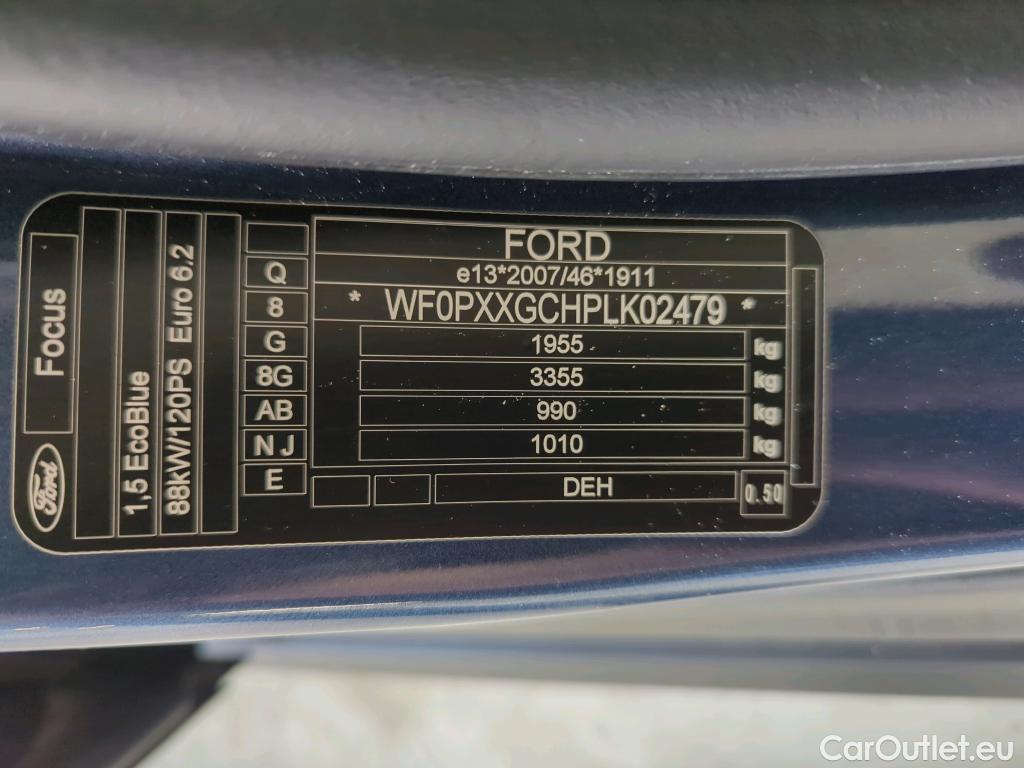 Ford
Focus
1,5 EcoBlue
88kW/120PS Euro 6.2
Q
8
G
8G
AB
N J
E
FORD
e13*2007/46*1911
* WF0PXXGCHPLK02479 *
1955 kg
3355 kg
990 kg
1010 kg
DEH 0.50
CarOutlet.eu